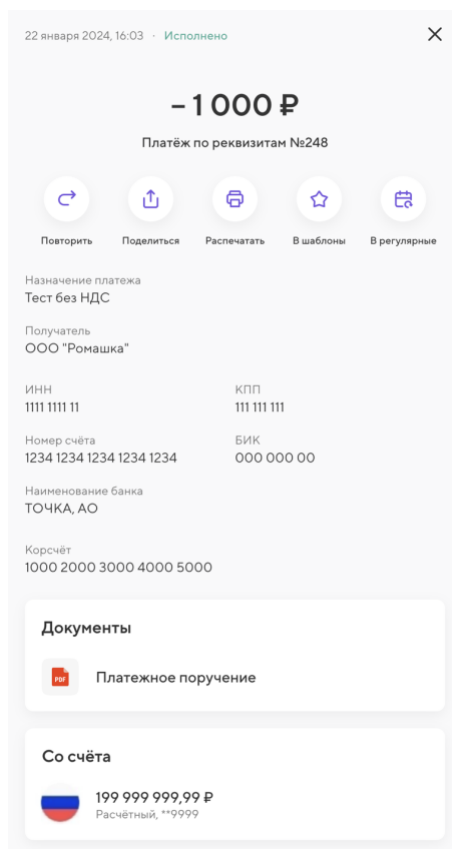 22 января 2024, 16:03 · Исполнено
– 1 000 ₽
Платёж по реквизитам №248
Повторить Поделиться Распечатать В шаблоны В регулярные
Назначение платежа
Тест без НДС
Получатель
ООО "Ромашка"
ИНН КПП
1111 1111 11 111 111 111
Номер счёта БИК
1234 1234 1234 1234 1234 000 000 00
Наименование банка
ТОЧКА, АО
Корсчёт
1000 2000 3000 4000 5000
Документы
PDF Платежное поручение
Со счёта
199 999 999,99 ₽
Расчётный, **9999